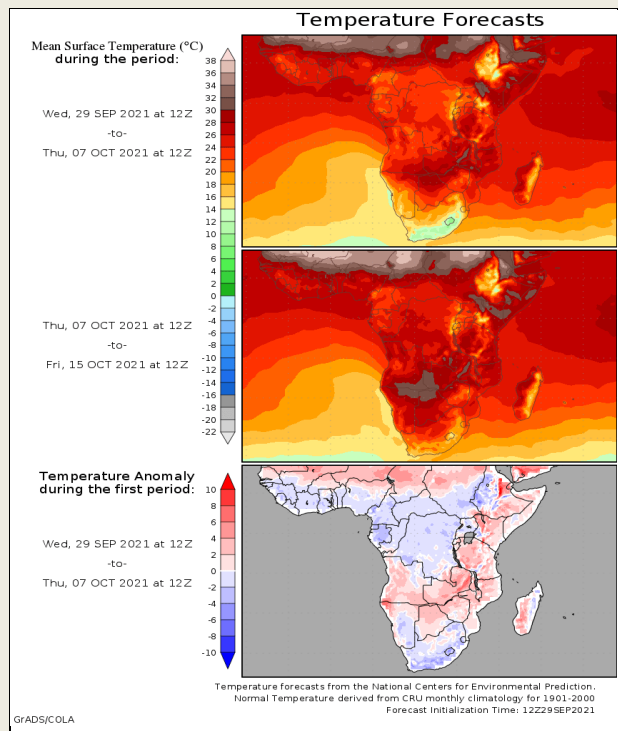 Temperature Forecasts
Mean Surface Temperature (°C)
during the period:
Wed, 29 SEP 2021 at 12Z
-to-
Thu, 07 OCT 2021 at 12Z
38
36
34
32
30
28
26
24
22
20
18
16
14
12
10
8
6
4
2
0
-2
-4
-6
-8
-10
-12
-14
-16
-18
-20
-22
Thu, 07 OCT 2021 at 12Z
-to-
Fri, 15 OCT 2021 at 12Z
Temperature Anomaly
during the first period:
Wed, 29 SEP 2021 at 12Z
-to-
Thu, 07 OCT 2021 at 12Z
10
8
6
4
2
0
-2
-4
-6
-8
-10
Temperature forecasts from the National Centers for Environmental Prediction.
Normal Temperature derived from CRU monthly climatology for 1901-2000
Forecast Initialization Time: 12Z29SEP2021
GrADS/COLA